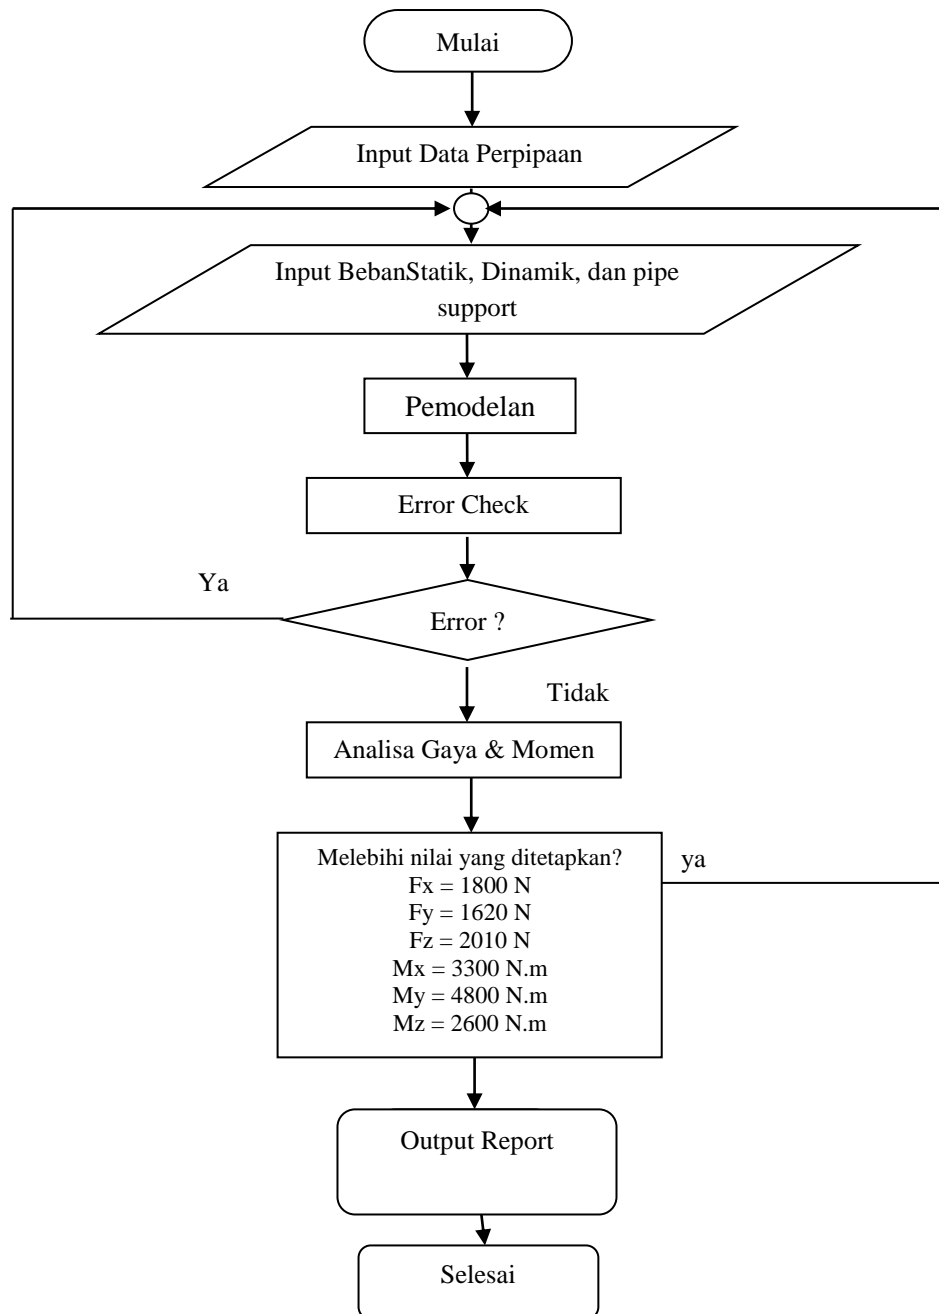 Mulai
Input Data Perpipaan
Input BebanStatik, Dinamik, dan pipe
support
Pemodelan
Error Check
Ya
Error ?
Tidak
Analisa Gaya & Momen
Melebihi nilai yang ditetapkan?
ya
Fx = 1800 N
Fy = 1620 N
Fz = 2010 N
Mx = 3300 N.m
My = 4800 N.m
Mz = 2600 N.m
Output Report
Selesai